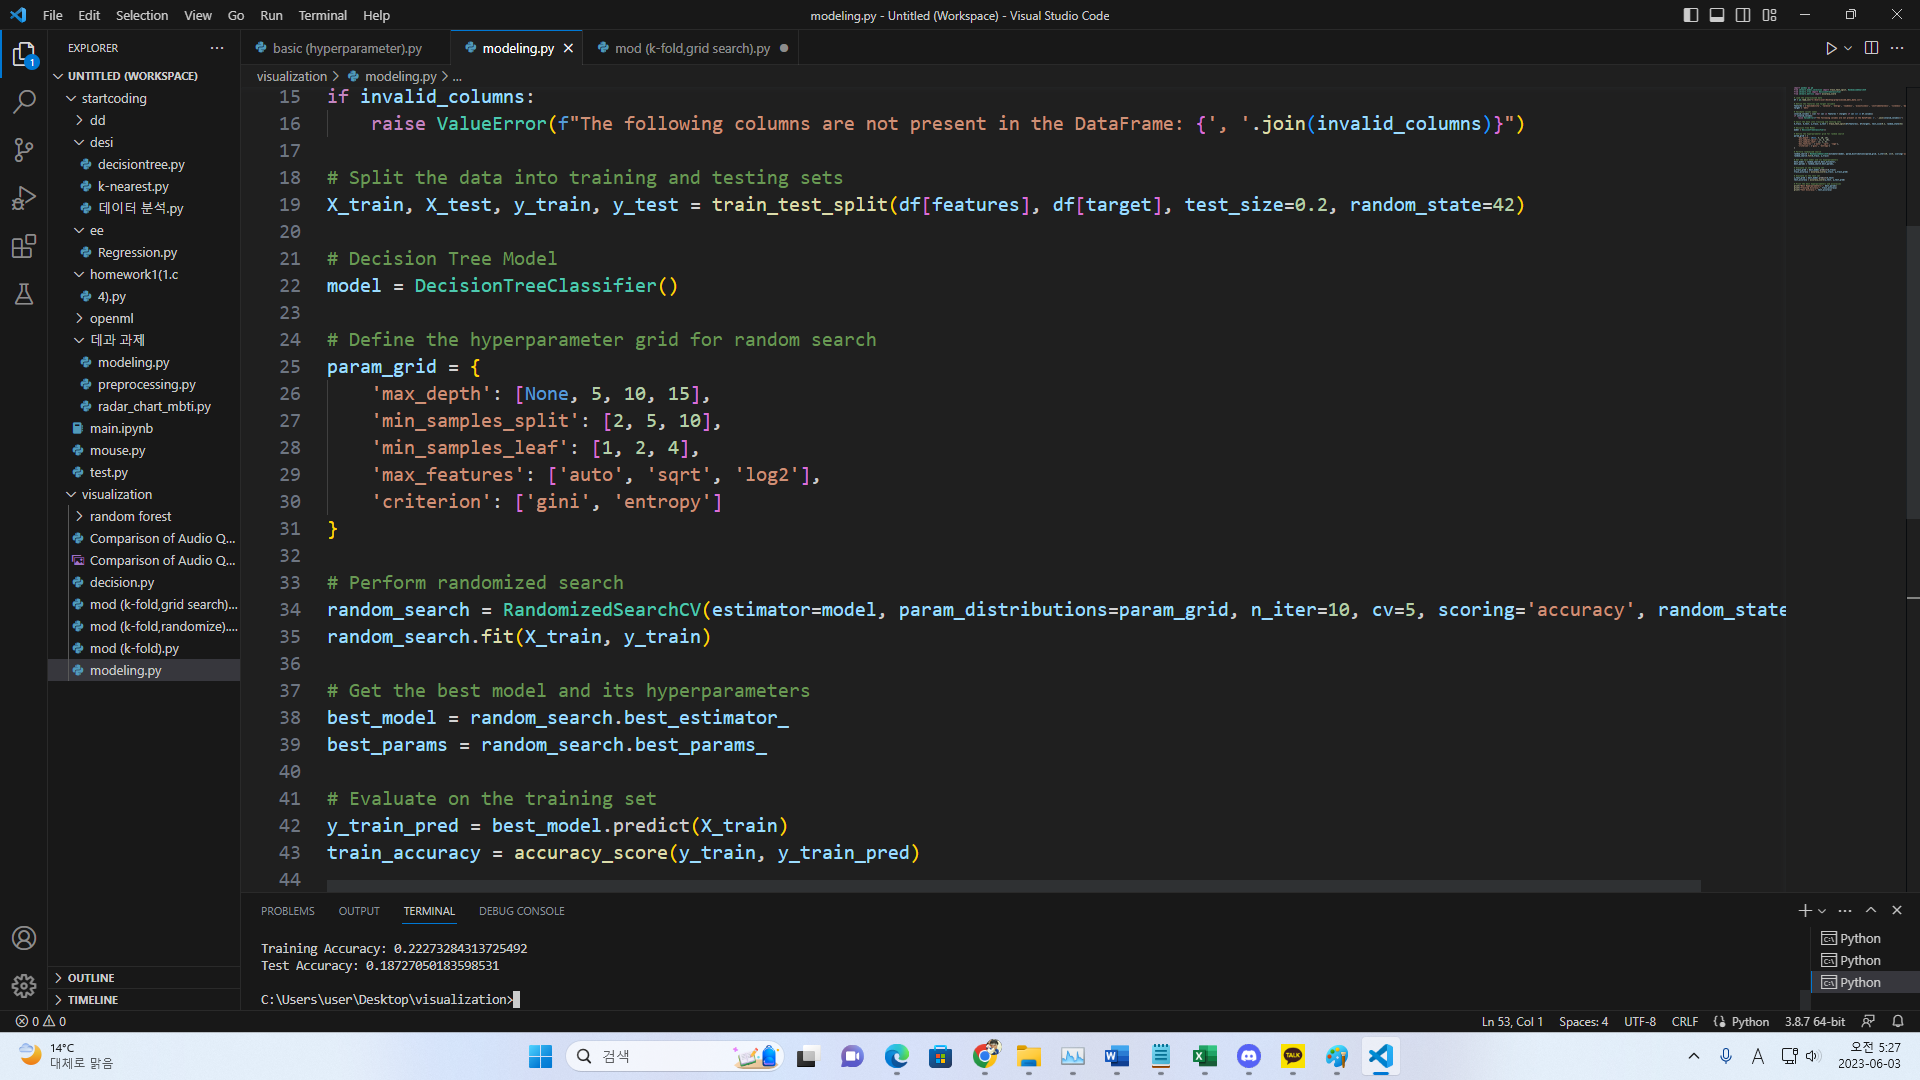 File Edit Selection View Go Run Terminal Help
modeling.py - Untitled (Workspace) - Visual Studio Code
EXPLORER
UNTITLED (WORKSPACE)
startcoding
dd
desi
decisiontree.py
k-nearest.py
데이터 분석.py
ee
Regression.py
homework1(1.c
4).py
openml
데과 과제
modeling.py
preprocessing.py
radar_chart_mbti.py
main.ipynb
mouse.py
test.py
visualization
random forest
Comparison of Audio Q...
Comparison of Audio Q...
decision.py
mod (k-fold,grid search)...
mod (k-fold,randomize)....
mod (k-fold).py
modeling.py
OUTLINE
TIMELINE
1
basic (hyperparameter).py
modeling.py
mod (k-fold,grid search).py
visualization > modeling.py > ...
15 if invalid_columns:
16 raise ValueError(f"The following columns are not present in the DataFrame: {', '.join(invalid_columns)}")
17
18 # Split the data into training and testing sets
19 X_train, X_test, y_train, y_test = train_test_split(df[features], df[target], test_size=0.2, random_state=42)
20
21 # Decision Tree Model
22 model = DecisionTreeClassifier()
23
24 # Define the hyperparameter grid for random search
25 param_grid = {
26 'max_depth': [None, 5, 10, 15],
27 'min_samples_split': [2, 5, 10],
28 'min_samples_leaf': [1, 2, 4],
29 'max_features': ['auto', 'sqrt', 'log2'],
30 'criterion': ['gini', 'entropy']
31 }
32
33 # Perform randomized search
34 random_search = RandomizedSearchCV(estimator=model, param_distributions=param_grid, n_iter=10, cv=5, scoring='accuracy', random_state
35 random_search.fit(X_train, y_train)
36
37 # Get the best model and its hyperparameters
38 best_model = random_search.best_estimator_
39 best_params = random_search.best_params_
40
41 # Evaluate on the training set
42 y_train_pred = best_model.predict(X_train)
43 train_accuracy = accuracy_score(y_train, y_train_pred)
44
PROBLEMS OUTPUT TERMINAL DEBUG CONSOLE
Training Accuracy: 0.22273284313725492
Test Accuracy: 0.18727050183598531
C:\Users\user\Desktop\visualization>
Python
Python
Python
0 0
Ln 53, Col 1 Spaces: 4 UTF-8 CRLF Python 3.8.7 64-bit
14°C
대체로 맑음
검색
TALK
A
오전 5:27
2023-06-03